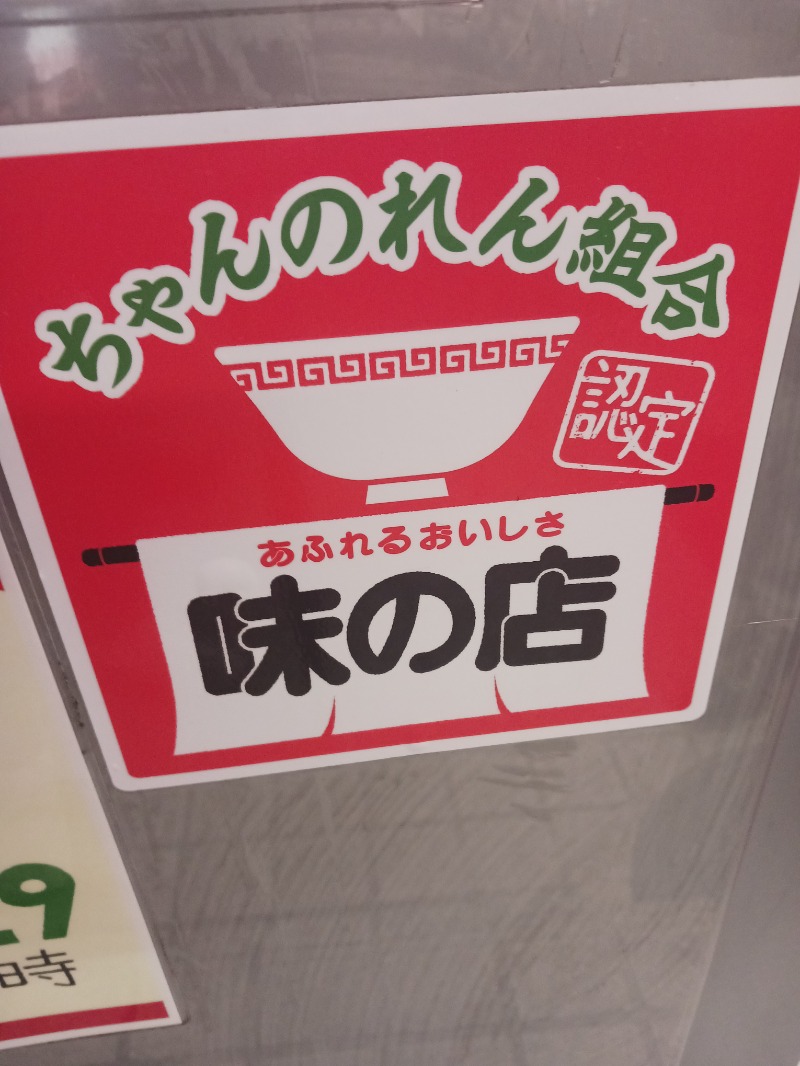 ちゃんのれん組合
認定
あふれるおいしさ
味の店
9
時